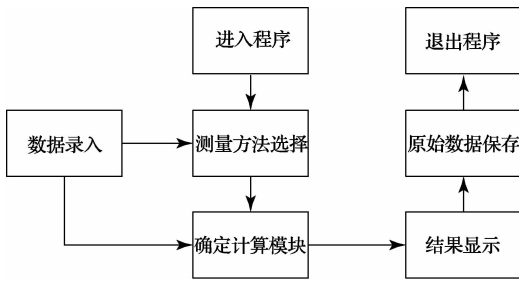 进入程序
退出程序
数据录入
测量方法选择
原始数据保存
确定计算模块
结果显示